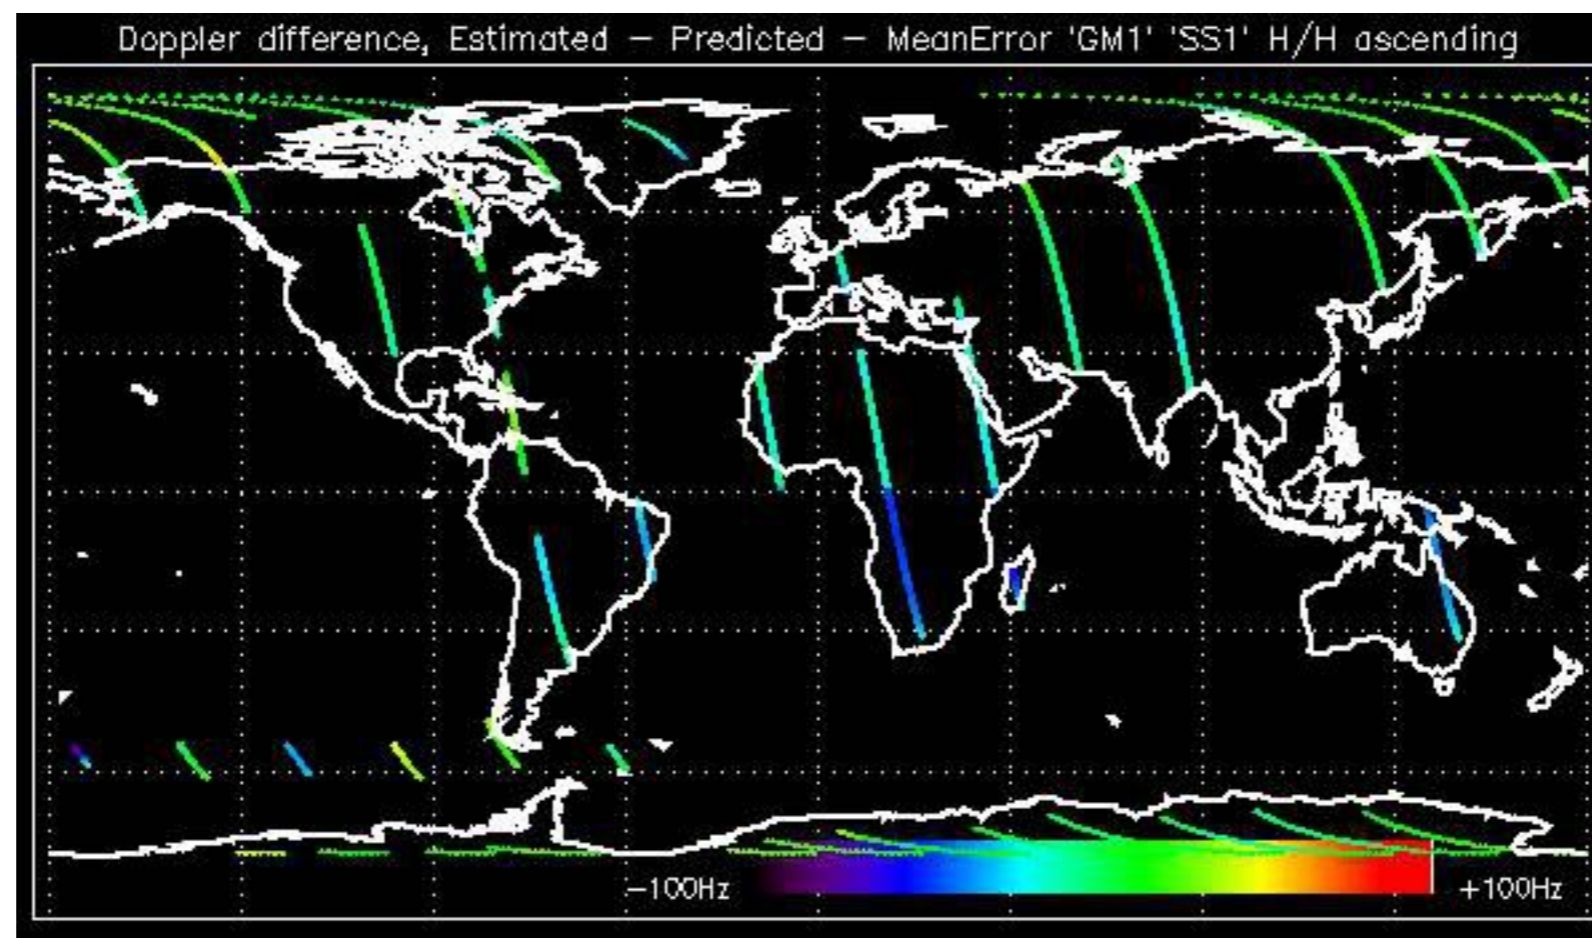 Doppler difference, Estimated — Predicted — MeanError 'GM1' 'SS1' H/H ascending
−100Hz
+100Hz